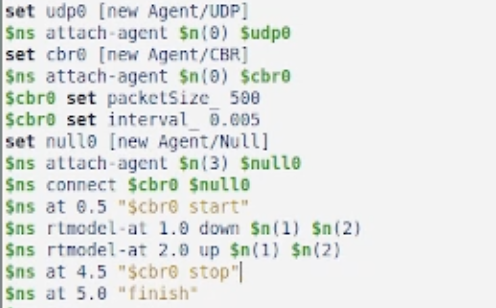 set udp0 [new Agent/UDP]
$ns attach-agent $n(0) $udp0
set cbr0 [new Agent/CBR]
$ns attach-agent $n(0) $cbr0
$cbr0 set packetSize_ 500
$cbr0 set interval_ 0.005
set null0 [new Agent/Null]
$ns attach-agent $n(3) $null0
$ns connect $cbr0 $null0
$ns at 0.5 "$cbr0 start"
$ns rtmodel-at 1.0 down $n(1) $n(2)
$ns rtmodel-at 2.0 up $n(1) $n(2)
$ns at 4.5 "$cbr0 stop"
$ns at 5.0 "finish"